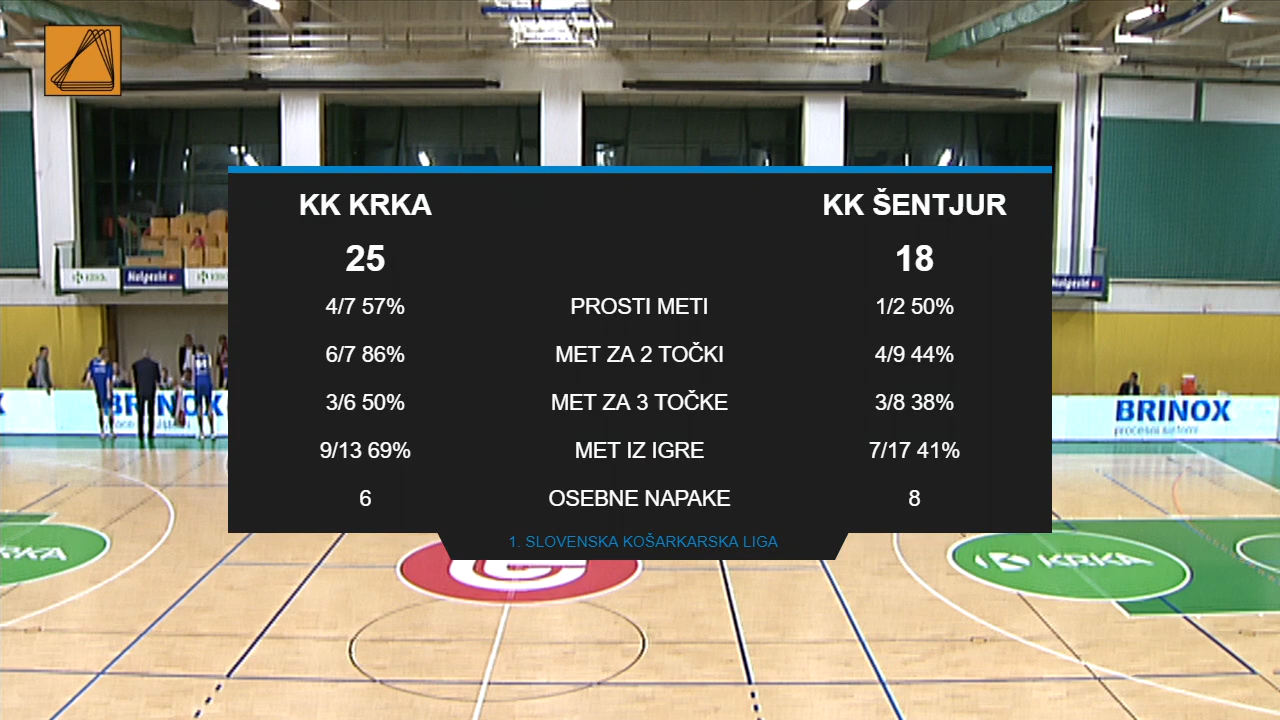 KK KRKA KK ŠENTJUR
25 18
4/7 57% PROSTI METI 1/2 50%
6/7 86% MET ZA 2 TOČKI 4/9 44%
3/6 50% MET ZA 3 TOČKE 3/8 38%
9/13 69% MET IZ IGRE 7/17 41%
6 OSEBNE NAPAKE 8
1. SLOVENSKA KOŠARKARSKA LIGA
BRINOX
BRINOX
procesni sistemi
KRKA
KRKA